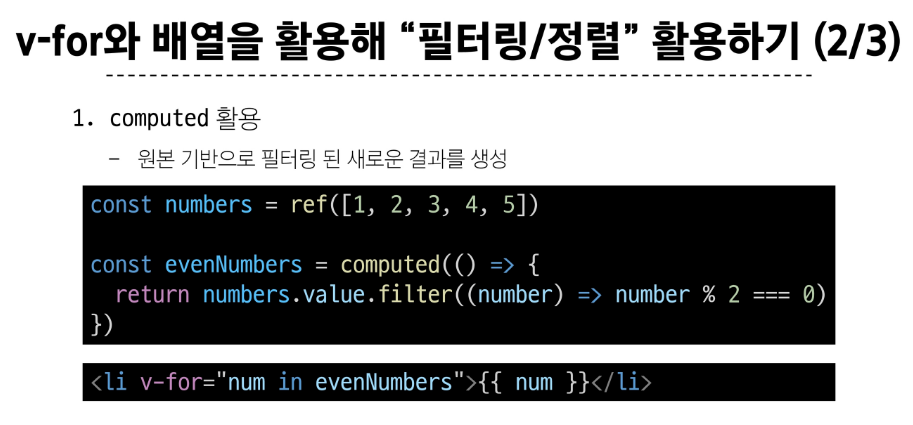 v-for와 배열을 활용해 “필터링/정렬” 활용하기 (2/3)
1. computed 활용
– 원본 기반으로 필터링 된 새로운 결과를 생성
const numbers = ref([1, 2, 3, 4, 5])
const evenNumbers = computed(() => {
  return numbers.value.filter((number) => number % 2 === 0)
})
<li v-for="num in evenNumbers">{{ num }}</li>